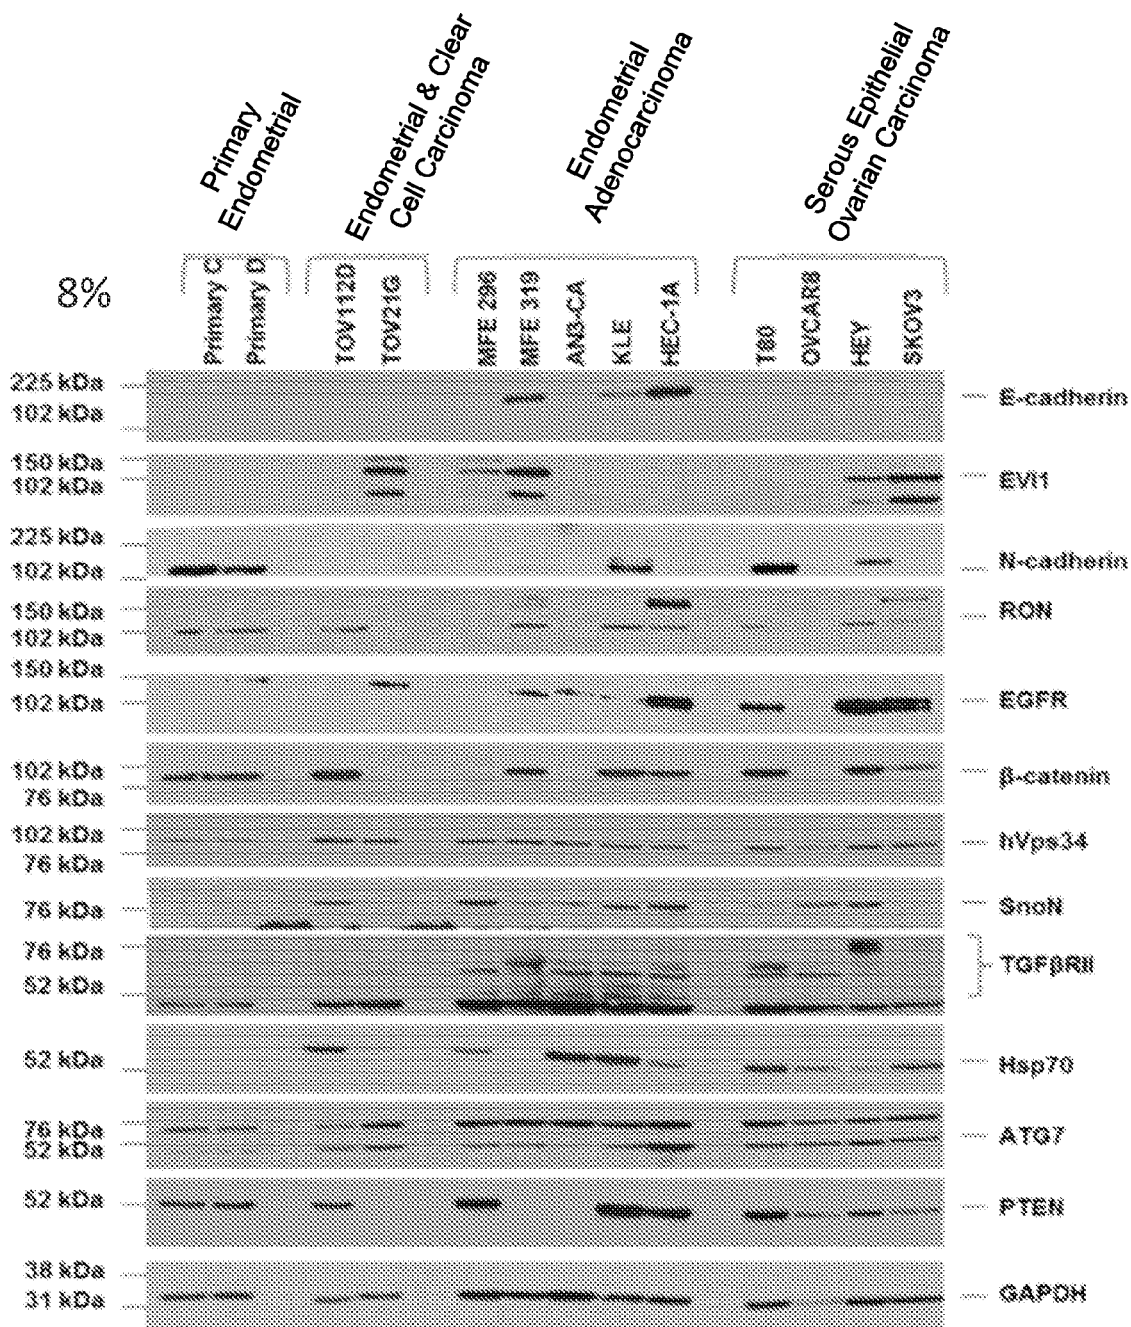 Primary
Endometrial
Endometrial & Clear
Cell Carcinoma
Endometrial
Adenocarcinoma
Serous Epithelial
Ovarian Carcinoma
8%
Primary C
Primary D
TOV112D
TOV21G
MFE 296
MFE 319
AN3-CA
KLE
HEC-1A
T80
OVCAR8
HEY
SKOV3
225 kDa
102 kDa
E-cadherin
150 kDa
102 kDa
EVI1
225 kDa
102 kDa
N-cadherin
150 kDa
102 kDa
RON
150 kDa
102 kDa
EGFR
102 kDa
76 kDa
β-catenin
102 kDa
76 kDa
hVps34
76 kDa
SnoN
76 kDa
52 kDa
TGFβRII
52 kDa
Hsp70
76 kDa
52 kDa
ATG7
52 kDa
PTEN
38 kDa
31 kDa
GAPDH